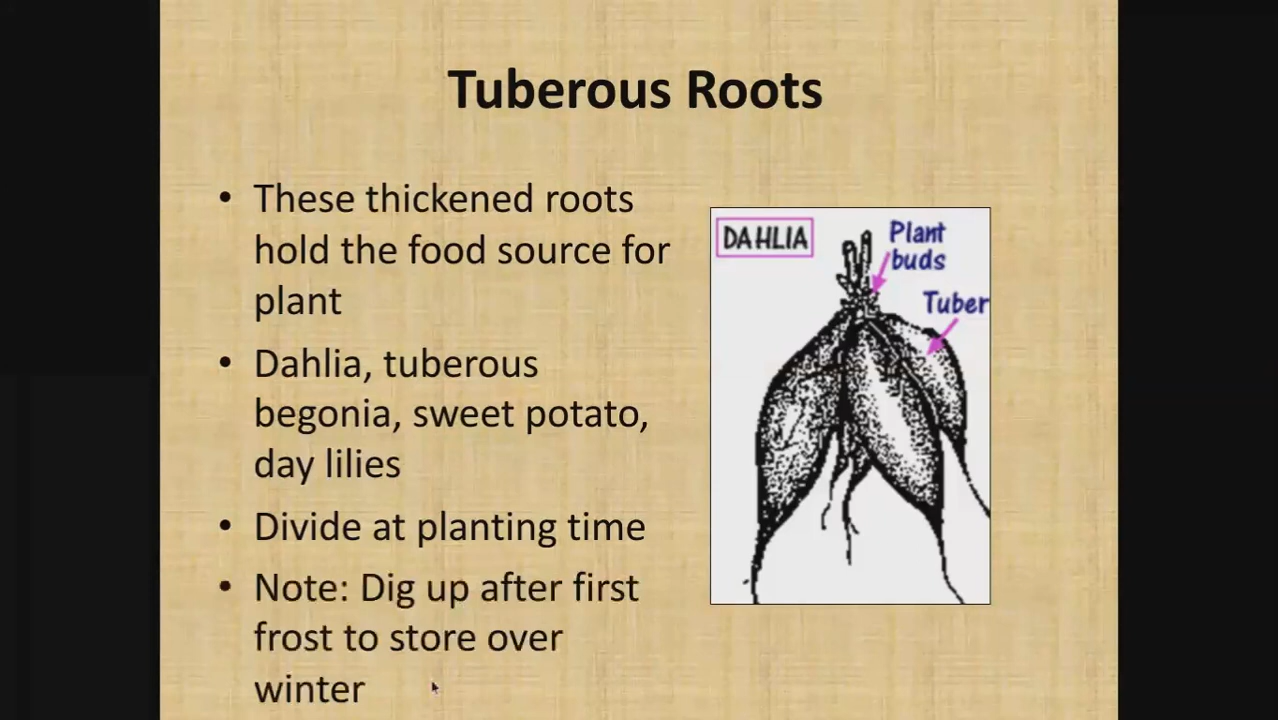 Tuberous Roots
• These thickened roots
hold the food source for
plant
• Dahlia, tuberous
begonia, sweet potato,
day lilies
• Divide at planting time
• Note: Dig up after first
frost to store over
winter
DAHLIA
Plant
buds
Tuber